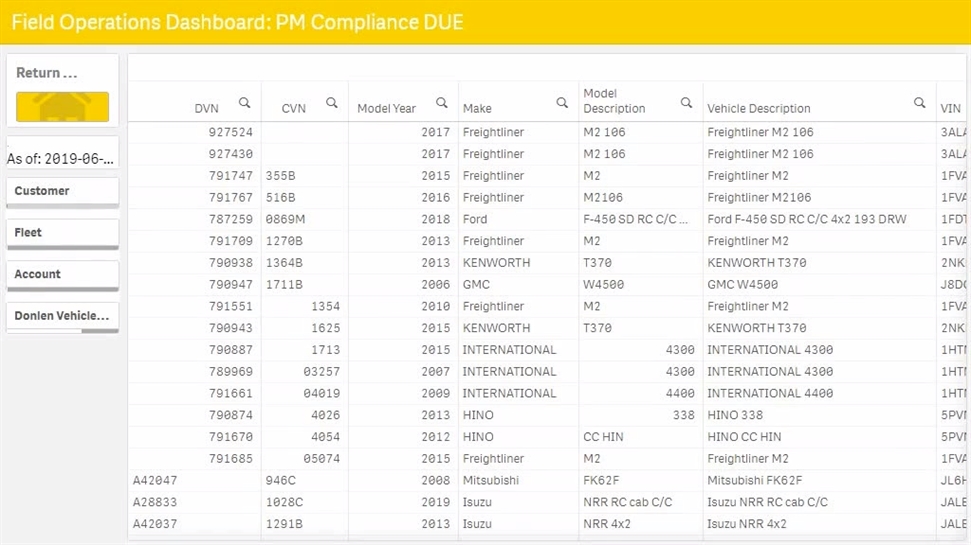 Field Operations Dashboard: PM Compliance DUE
Return ...
As of: 2019-06-...
Customer
Fleet
Account
Donlen Vehicle...
DVN CVN Model Year Make Model Description Vehicle Description VIN
927524 2017 Freightliner M2 106 Freightliner M2 106 3ALA
927430 2017 Freightliner M2 106 Freightliner M2 106 3ALA
791747 355B 2015 Freightliner M2 Freightliner M2 1FVA
791767 516B 2016 Freightliner M2106 Freightliner M2106 1FVA
787259 0869M 2018 Ford F-450 SD RC C/C ... Ford F-450 SD RC C/C 4x2 193 DRW 1FDT
791709 1270B 2013 Freightliner M2 Freightliner M2 1FVA
790938 1364B 2013 KENWORTH T370 KENWORTH T370 2NK
790947 1711B 2006 GMC W4500 GMC W4500 J8DC
791551 1354 2010 Freightliner M2 Freightliner M2 1FVA
790943 1625 2015 KENWORTH T370 KENWORTH T370 2NK
790887 1713 2015 INTERNATIONAL 4300 INTERNATIONAL 4300 1HTM
789969 03257 2007 INTERNATIONAL 4300 INTERNATIONAL 4300 1HTM
791661 04019 2009 INTERNATIONAL 4400 INTERNATIONAL 4400 1HTM
790874 4026 2013 HINO 338 HINO 338 5PVN
791670 4054 2012 HINO CC HIN HINO CC HIN 5PVN
791685 05074 2015 Freightliner M2 Freightliner M2 1FVA
A42047 946C 2008 Mitsubishi FK62F Mitsubishi FK62F JL6H
A28833 1028C 2019 Isuzu NRR RC cab C/C Isuzu NRR RC cab C/C JALE
A42037 1291B 2013 Isuzu NRR 4x2 Isuzu NRR 4x2 JALE